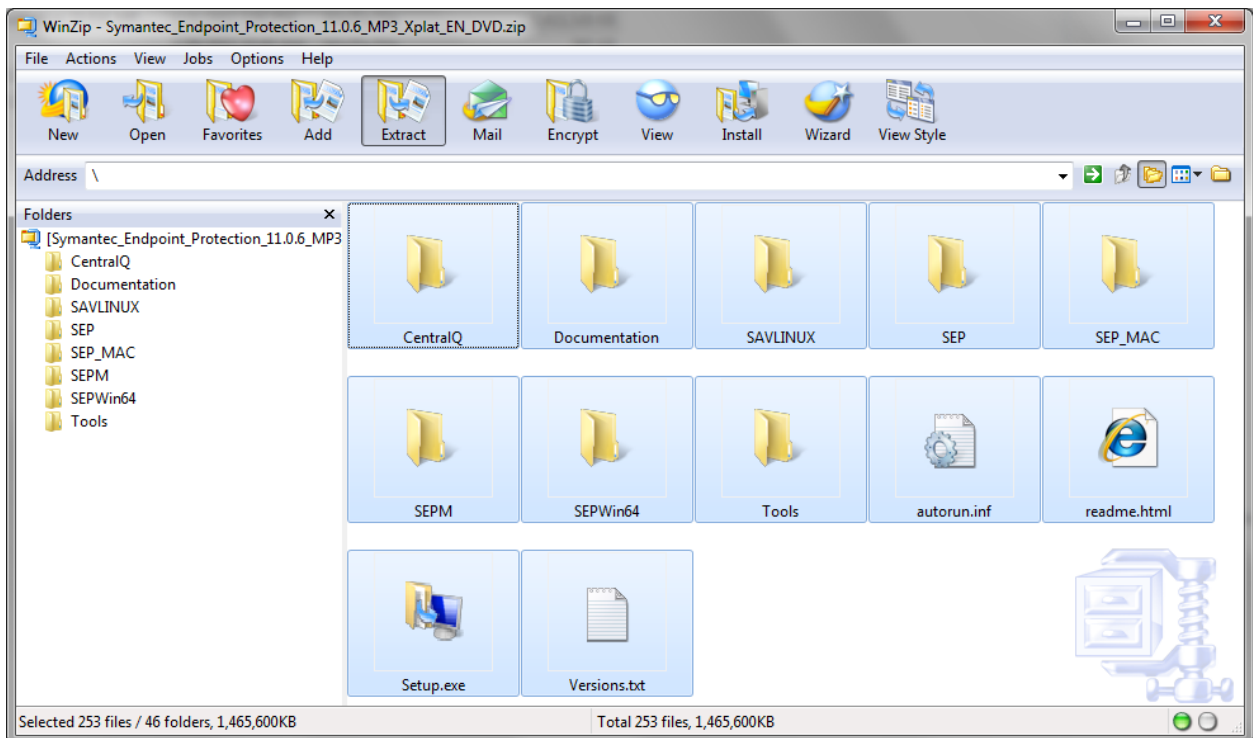 WinZip - Symantec_Endpoint_Protection_11.0.6_MP3_Xplat_EN_DVD.zip
File Actions View Jobs Options Help
New Open Favorites Add Extract Mail Encrypt View Install Wizard View Style
Address \
Folders
[Symantec_Endpoint_Protection_11.0.6_MP3
CentralQ
Documentation
SAVLINUX
SEP
SEP_MAC
SEPM
SEPWin64
Tools
CentralQ Documentation SAVLINUX SEP SEP_MAC
SEPM SEPWin64 Tools autorun.inf readme.html
Setup.exe Versions.txt
Selected 253 files / 46 folders, 1,465,600KB Total 253 files, 1,465,600KB